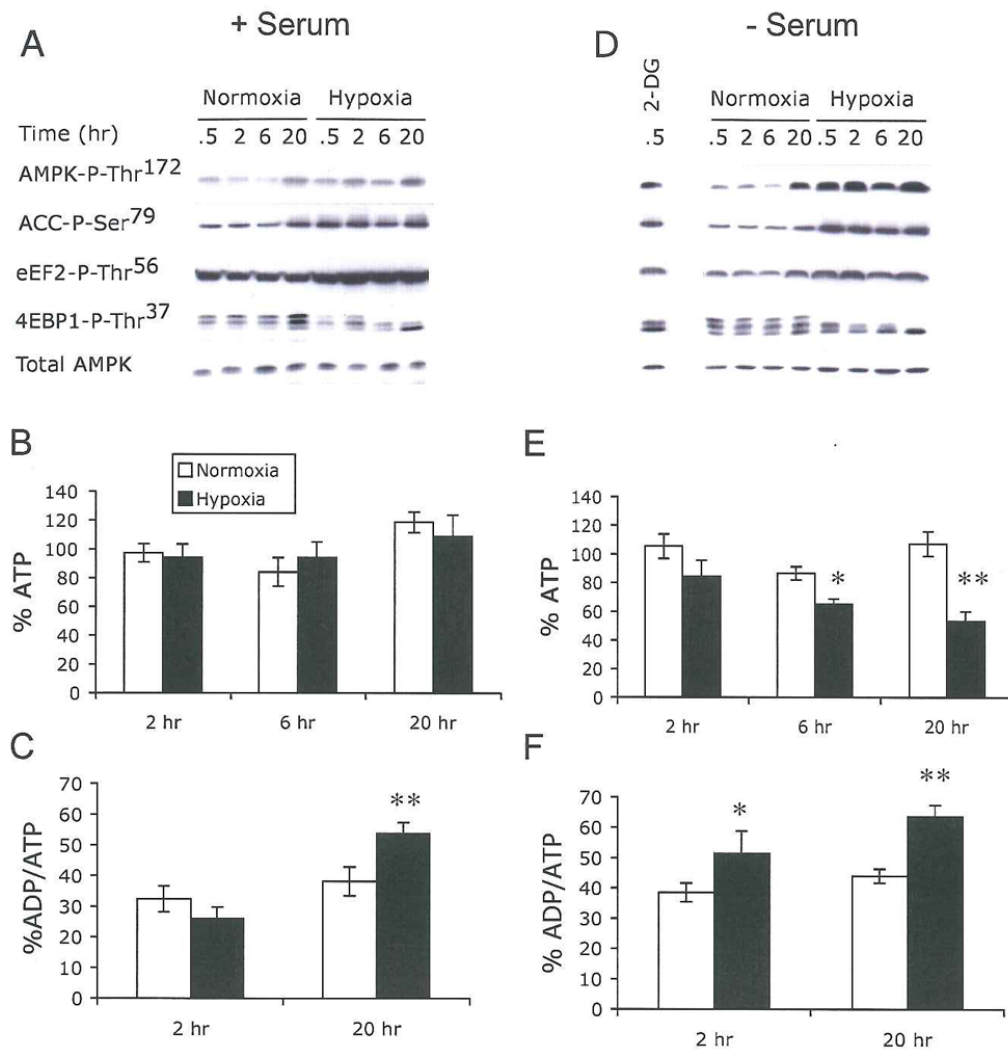 A
+ Serum
Normoxia Hypoxia
Time (hr) .5 2 6 20 .5 2 6 20
AMPK-P-Thr172
ACC-P-Ser79
eEF2-P-Thr56
4EBP1-P-Thr37
Total AMPK
D
- Serum
2-DG
Normoxia Hypoxia
.5 .5 2 6 20 .5 2 6 20
B
Normoxia
Hypoxia
% ATP
140
120
100
80
60
40
20
0
2 hr 6 hr 20 hr
E
% ATP
140
120
100
80
60
40
20
0
* **
2 hr 6 hr 20 hr
C
%ADP/ATP
70
60
50
40
30
20
10
0
**
2 hr 20 hr
F
% ADP/ATP
70
60
50
40
30
20
10
0
* **
2 hr 20 hr